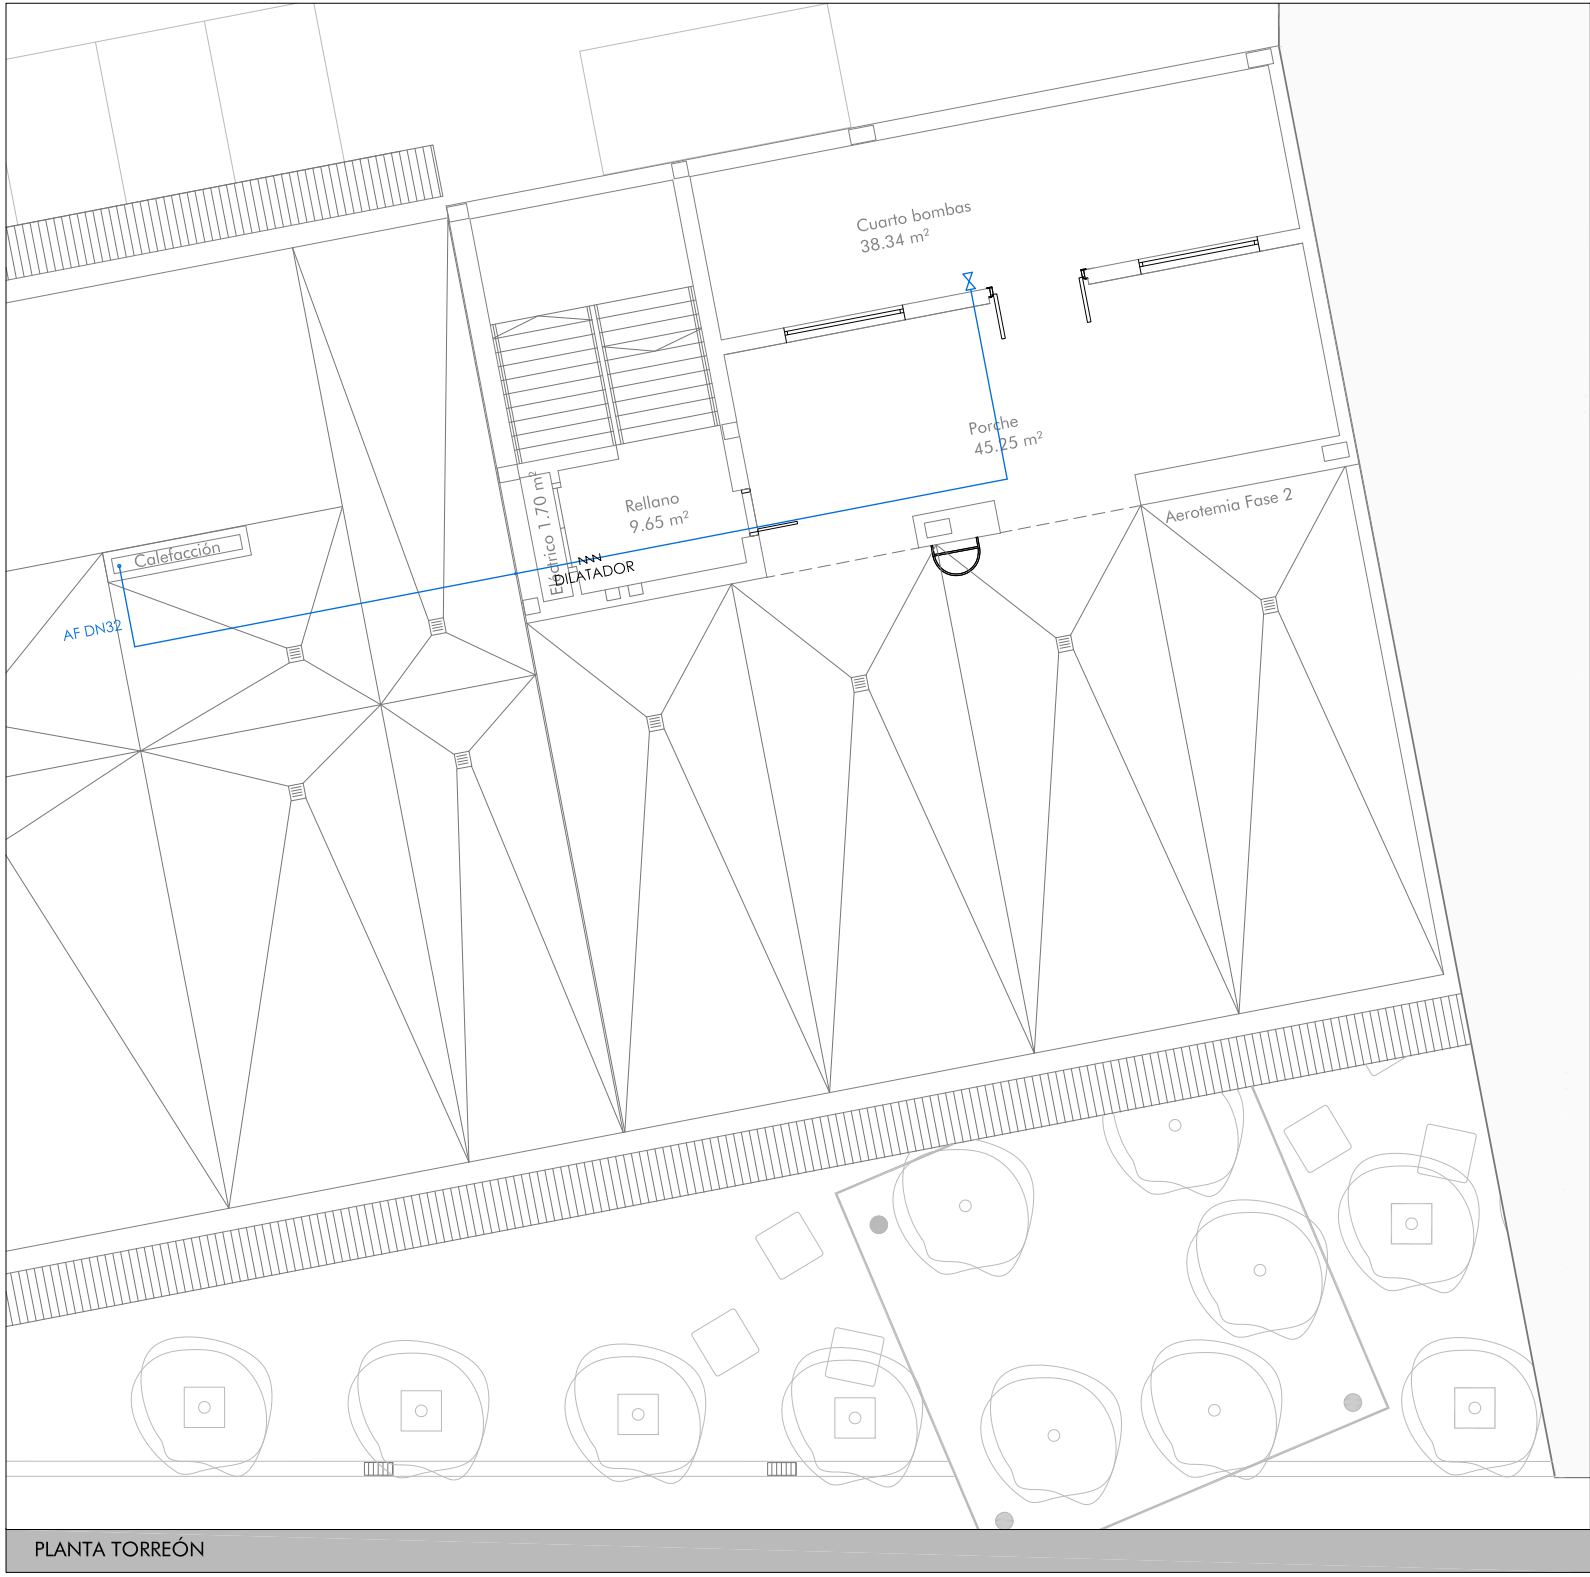 Cuarto bombas
38.34 m²
Porche
45.25 m²
Rellano
9.65 m²
Eléctrico 1.70 m²
Aerotemia Fase 2
Calefacción
DILATADOR
AF DN32
PLANTA TORREÓN